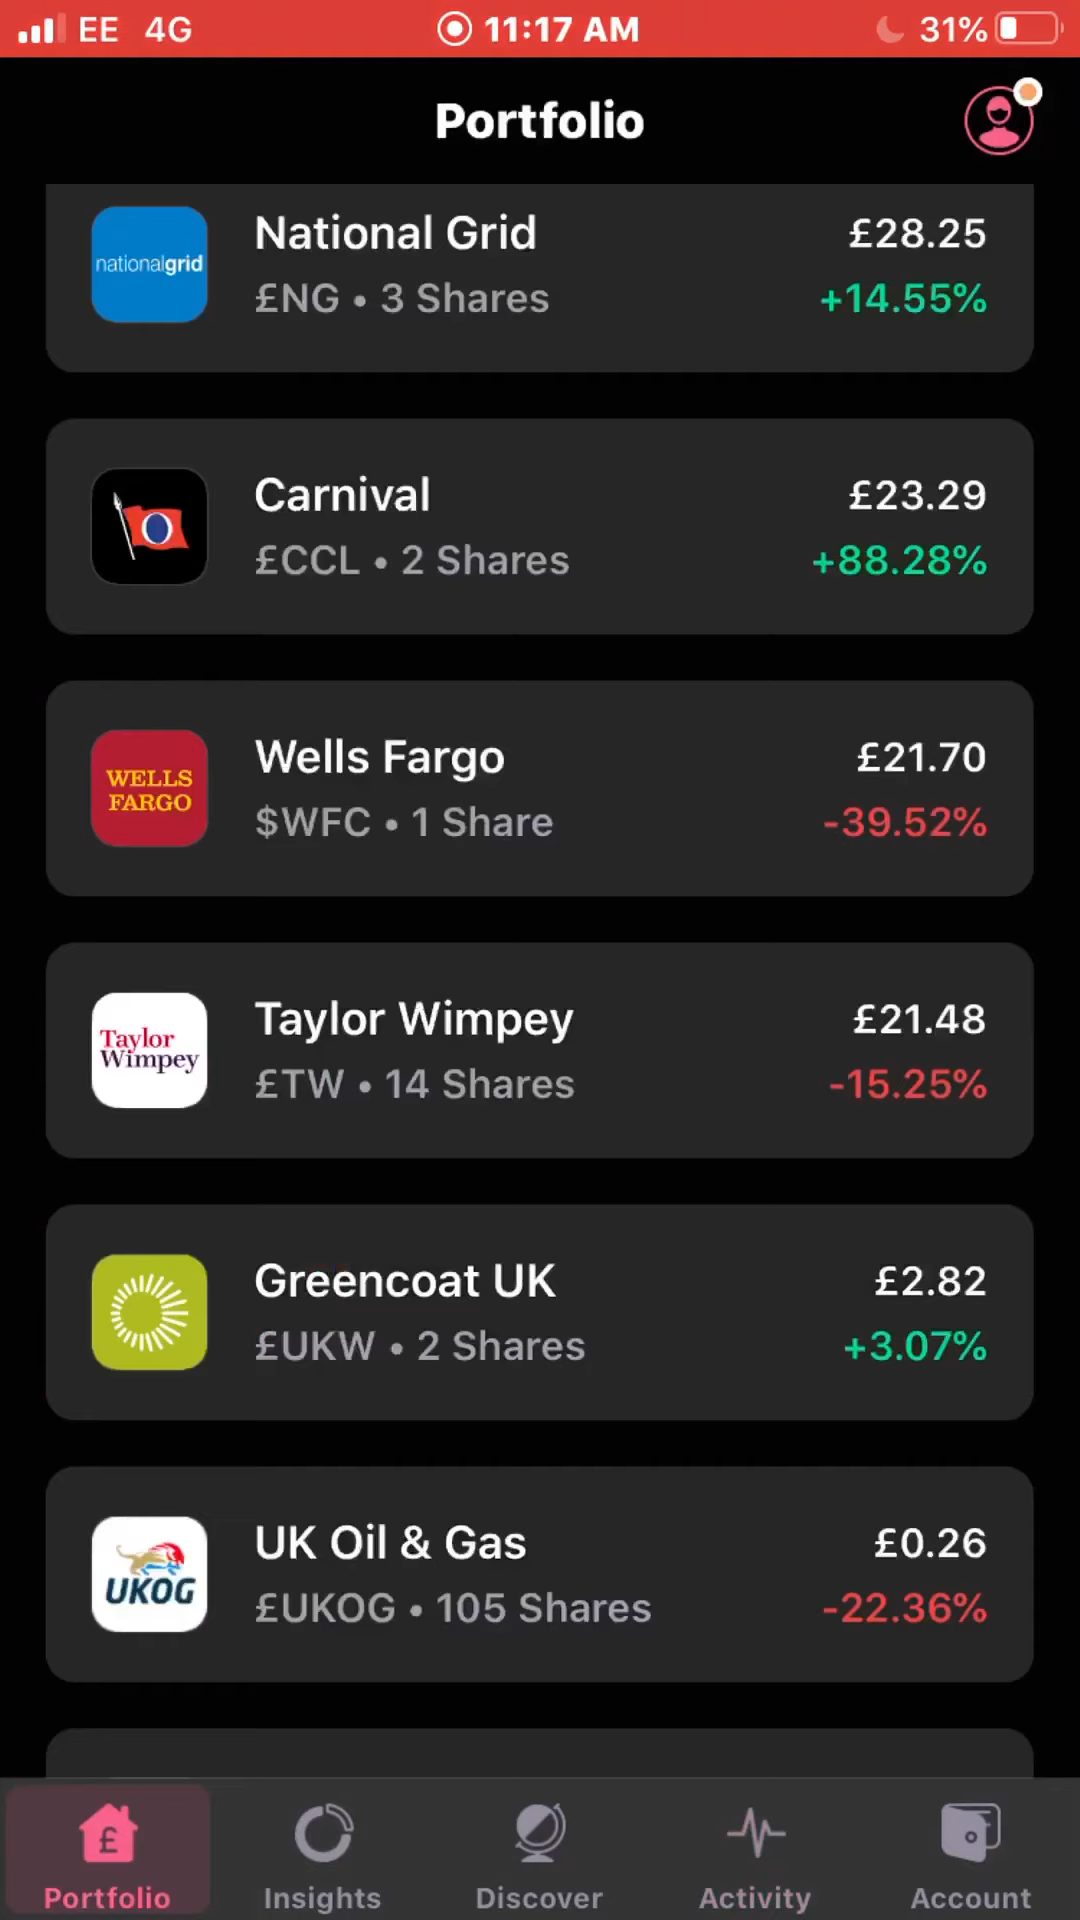 EE 4G 11:17 AM 31%
Portfolio
nationalgrid
National Grid £28.25
£NG • 3 Shares +14.55%
Carnival £23.29
£CCL • 2 Shares +88.28%
WELLS
FARGO
Wells Fargo £21.70
$WFC • 1 Share -39.52%
Taylor
Wimpey
Taylor Wimpey £21.48
£TW • 14 Shares -15.25%
Greencoat UK £2.82
£UKW • 2 Shares +3.07%
UKOG
UK Oil & Gas £0.26
£UKOG • 105 Shares -22.36%
£
Portfolio Insights Discover Activity Account